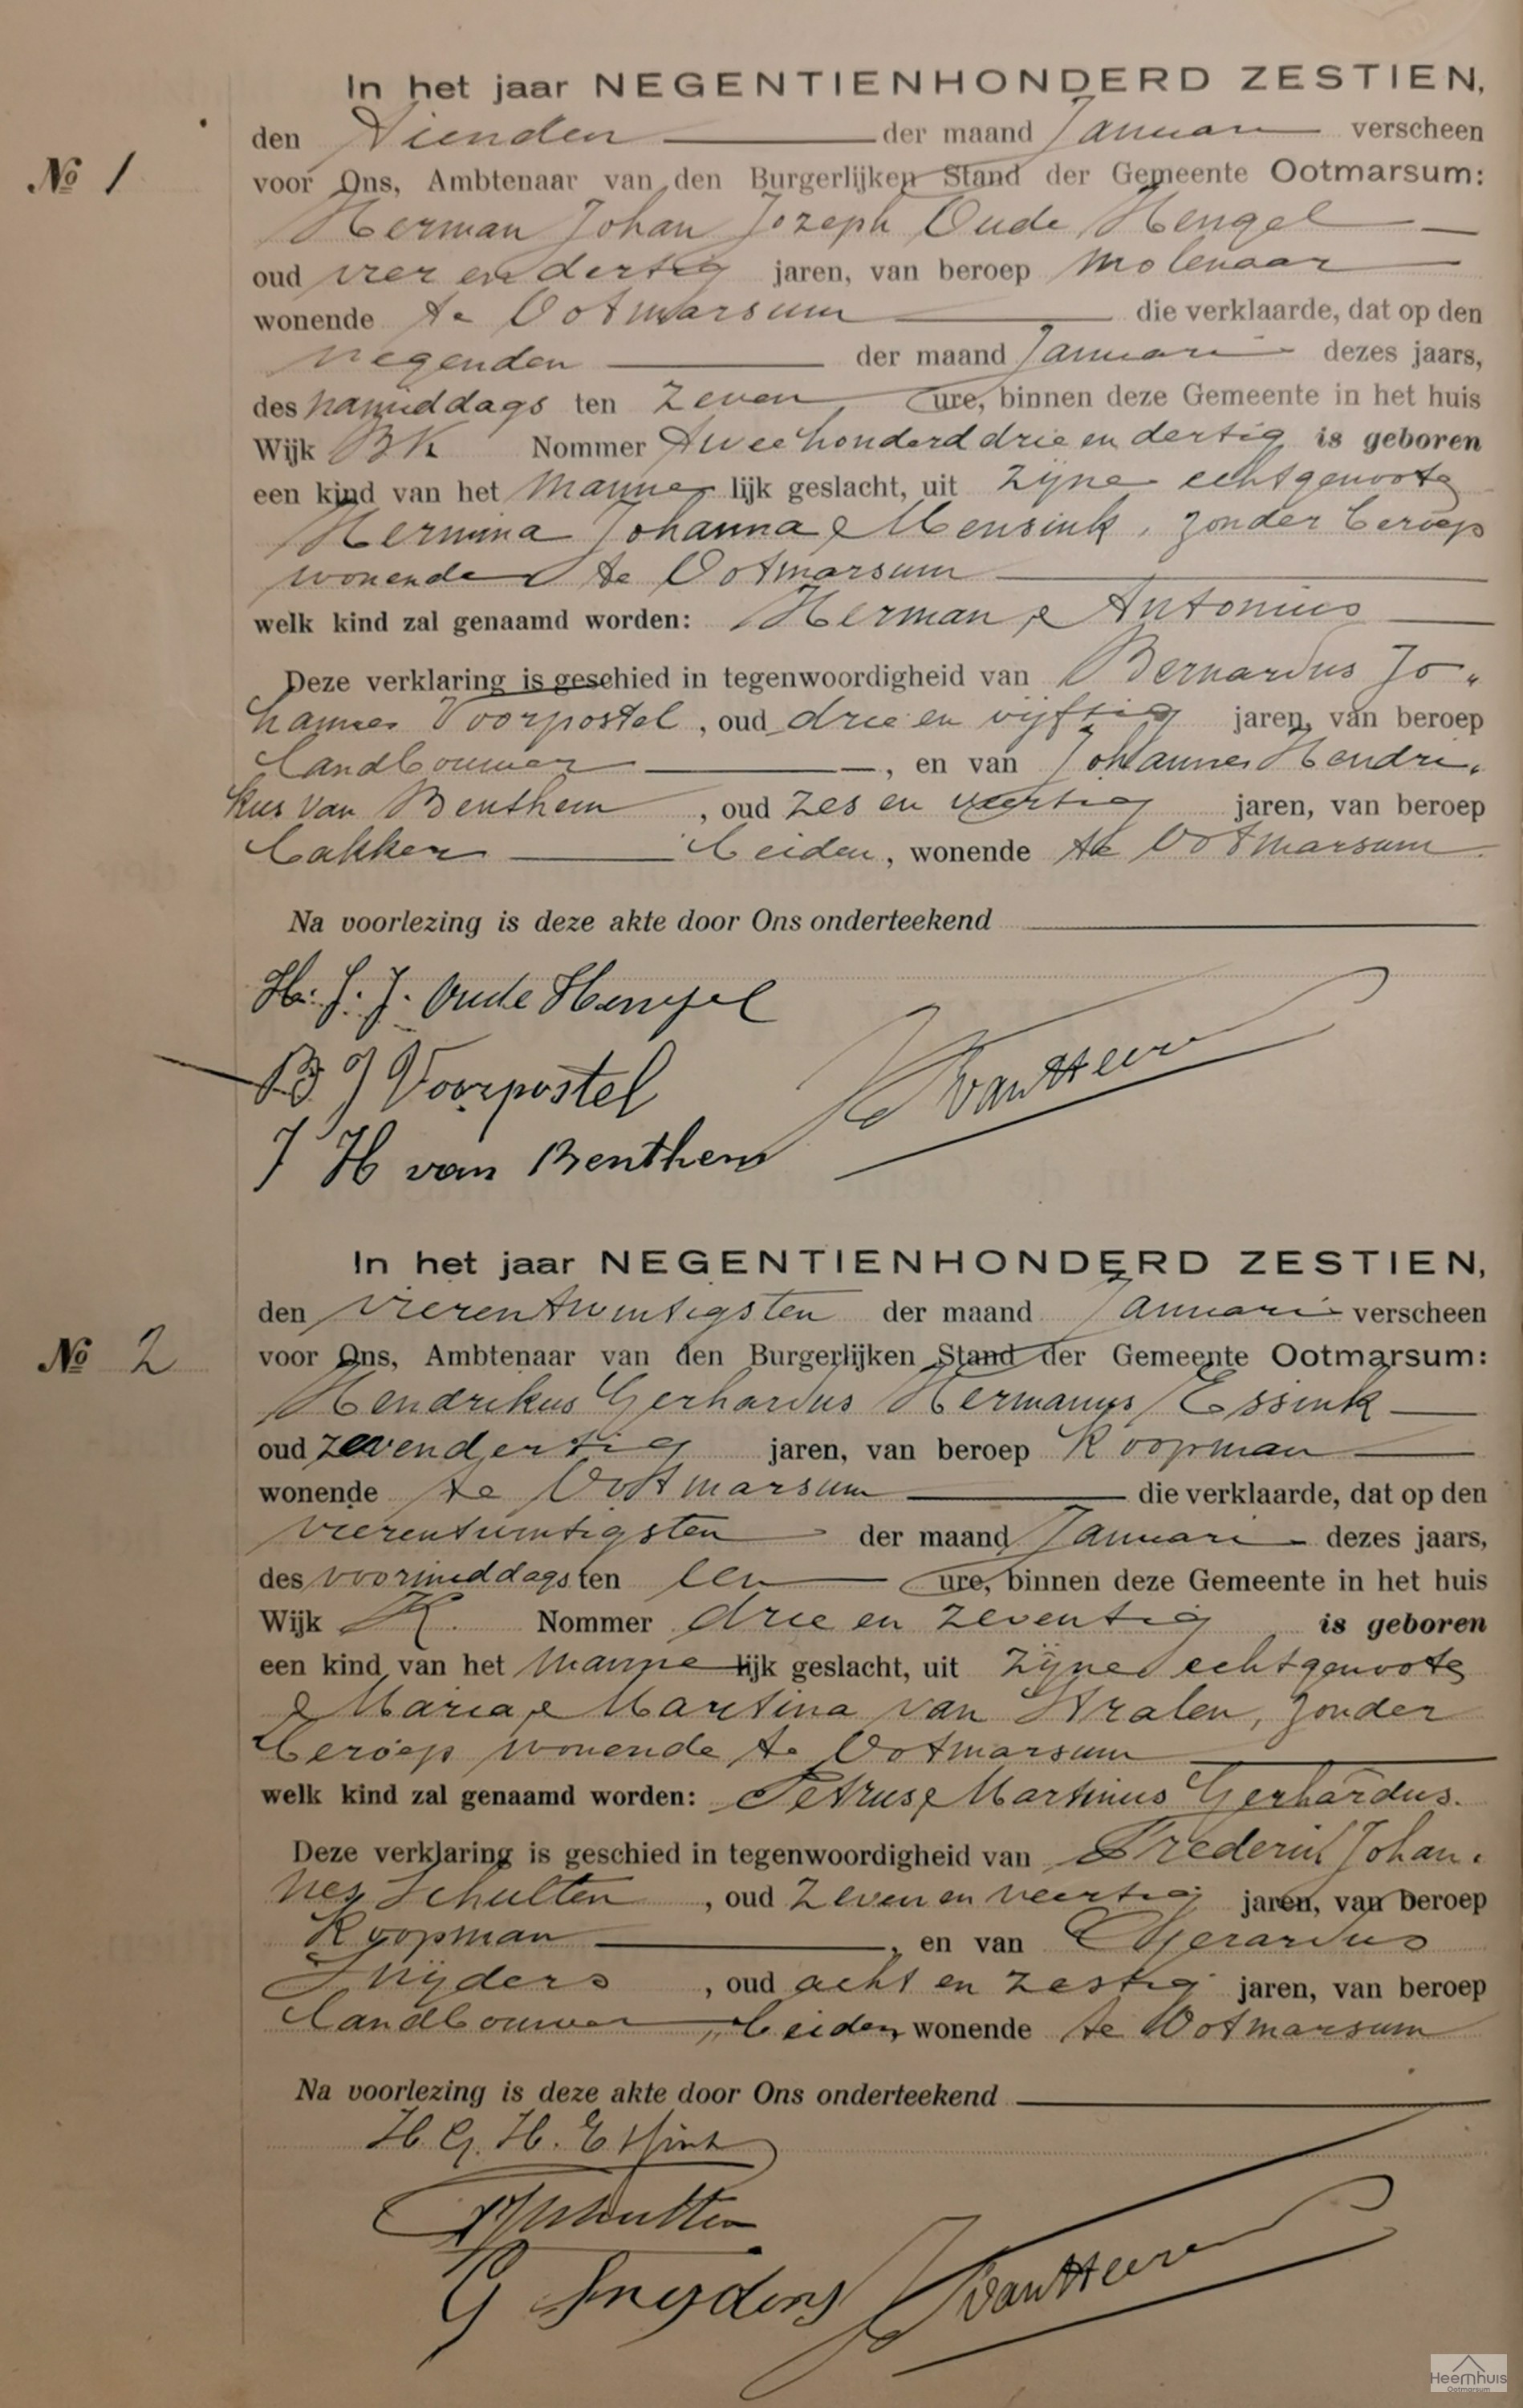 In het jaar NEGENTIENHONDERD ZESTIEN,
den Tienden der maand Januari verscheen
No 1
voor Ons, Ambtenaar van den Burgerlijken Stand der Gemeente Ootmarsum:
Herman Johan Jozeph Oude Hengel
oud vier en dertig jaren, van beroep molenaar
wonende te Ootmarsum die verklaarde, dat op den
negenden der maand Januari dezes jaars,
des namiddags ten zeven ure, binnen deze Gemeente in het huis
Wijk BK Nommer twee honderd drie en dertig is geboren
een kind van het manne lijk geslacht, uit zijne echtgenoote
Hermina Johanna Mensink, zonder beroep
wonende te Ootmarsum
welk kind zal genaamd worden: Herman Antonius
Deze verklaring is geschied in tegenwoordigheid van Bernardus Jo„
hannes Voorpostel, oud drie en vijftig jaren, van beroep
landbouwer, en van Johannes Hendri„
kus van Benthem, oud zes en veertig jaren, van beroep
bakker beiden, wonende te Ootmarsum.
Na voorlezing is deze akte door Ons onderteekend
H. J. J. Oude Hengel
B J Voorpostel
J H van Benthem
In het jaar NEGENTIENHONDERD ZESTIEN,
den vierentwintigsten der maand Januari verscheen
No 2
voor Ons, Ambtenaar van den Burgerlijken Stand der Gemeente Ootmarsum:
Hendrikus Gerhardus Hermanus Essink
oud zevendertig jaren, van beroep Koopman
wonende te Ootmarsum die verklaarde, dat op den
vierentwintigsten der maand Januari dezes jaars,
des voormiddags ten een ure, binnen deze Gemeente in het huis
Wijk K. Nommer drie en zeventig is geboren
een kind van het manne lijk geslacht, uit zijne echtgenoote
Maria Martina van Stralen, zonder
beroep wonende te Ootmarsum
welk kind zal genaamd worden: Petrus Martinus Gerhardus.
Deze verklaring is geschied in tegenwoordigheid van Frederik Johan„
nes Schulten, oud zeven en veertig jaren, van beroep
Koopman, en van Gerardus
Snijders, oud acht en zestig jaren, van beroep
landbouwer, beiden wonende te Ootmarsum
Na voorlezing is deze akte door Ons onderteekend
H. G. H. Essink
Schulten
G Snijders
Heemhuis
Ootmarsum